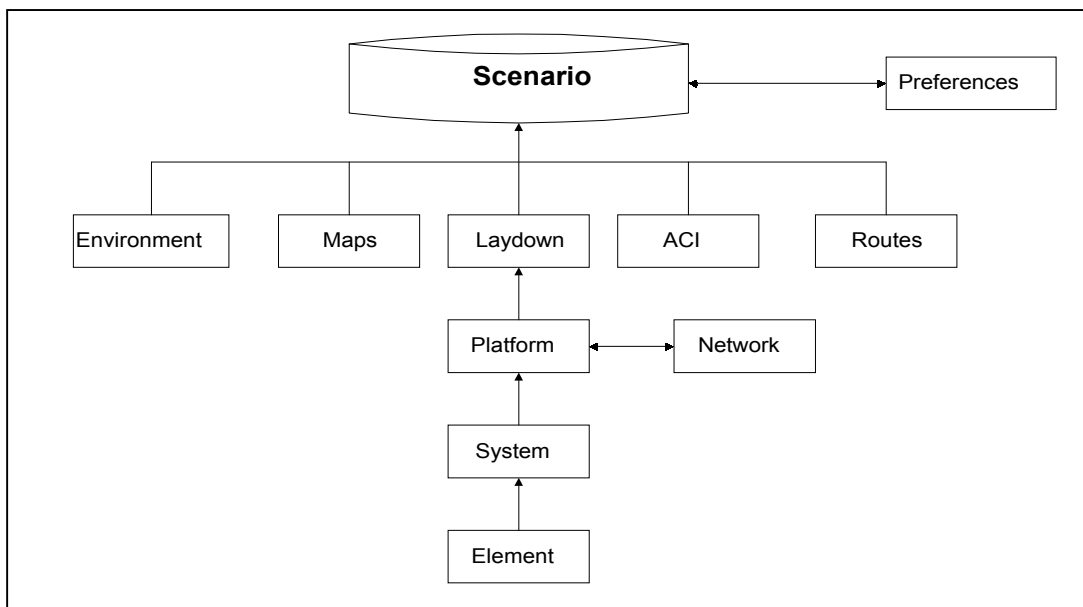 Scenario
Preferences
Environment
Maps
Laydown
ACI
Routes
Platform
Network
System
Element